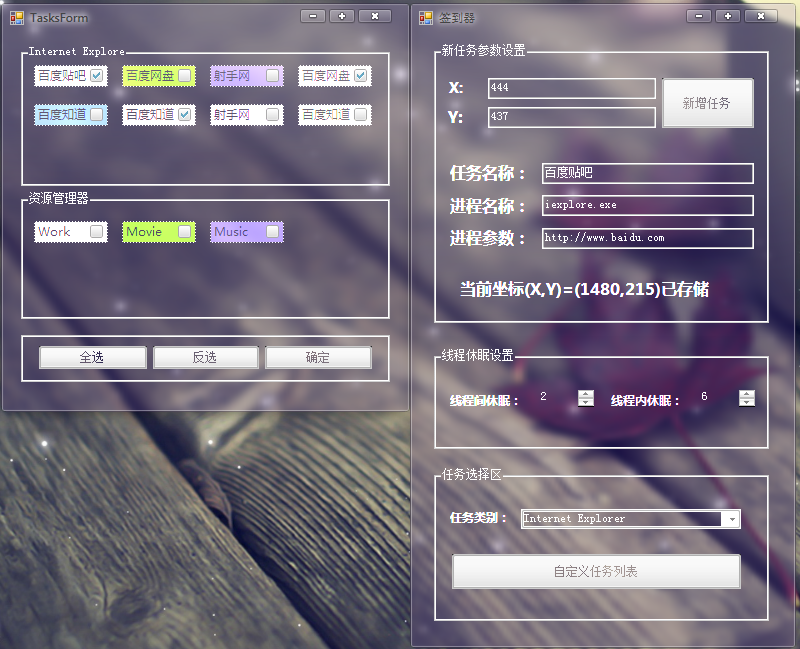 TasksForm
Internet Explore
百度贴吧 百度网盘 射手网 百度网盘
百度知道 百度知道 射手网 百度知道
资源管理器
Work Movie Music
全选 反选 确定
签到器
新任务参数设置
X: 444
Y: 437
新增任务
任务名称： 百度贴吧
进程名称： iexplore.exe
进程参数： http://www.baidu.com
当前坐标(X,Y)=(1480,215)已存储
线程休眠设置
线程间休眠： 2 线程内休眠： 6
任务选择区
任务类别： Internet Explorer
自定义任务列表